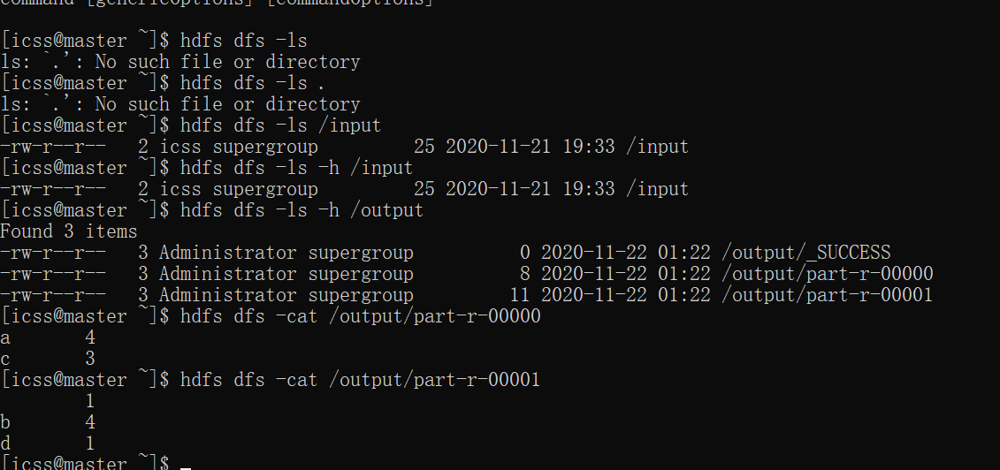 command [genericoptions] [commandoptions]
[icss@master ~]$ hdfs dfs -ls
ls: `.': No such file or directory
[icss@master ~]$ hdfs dfs -ls .
ls: `.': No such file or directory
[icss@master ~]$ hdfs dfs -ls /input
-rw-r--r--   2 icss supergroup         25 2020-11-21 19:33 /input
[icss@master ~]$ hdfs dfs -ls -h /input
-rw-r--r--   2 icss supergroup         25 2020-11-21 19:33 /input
[icss@master ~]$ hdfs dfs -ls -h /output
Found 3 items
-rw-r--r--   3 Administrator supergroup          0 2020-11-22 01:22 /output/_SUCCESS
-rw-r--r--   3 Administrator supergroup          8 2020-11-22 01:22 /output/part-r-00000
-rw-r--r--   3 Administrator supergroup         11 2020-11-22 01:22 /output/part-r-00001
[icss@master ~]$ hdfs dfs -cat /output/part-r-00000
a       4
c       3
[icss@master ~]$ hdfs dfs -cat /output/part-r-00001
        1
b       4
d       1
[icss@master ~]$ _